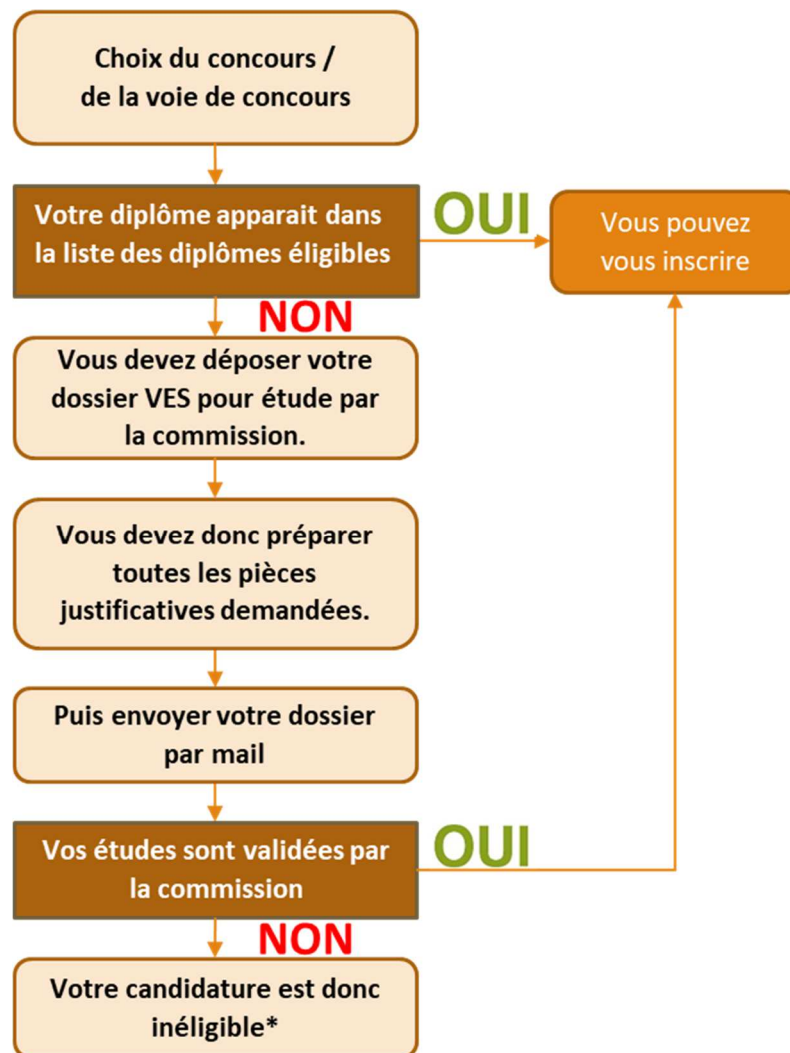 Choix du concours /
de la voie de concours
Votre diplôme apparait dans
la liste des diplômes éligibles
OUI
Vous pouvez
vous inscrire
NON
Vous devez déposer votre
dossier VES pour étude par
la commission.
Vous devez donc préparer
toutes les pièces
justificatives demandées.
Puis envoyer votre dossier
par mail
Vos études sont validées par
la commission
OUI
NON
Votre candidature est donc
inéligible*